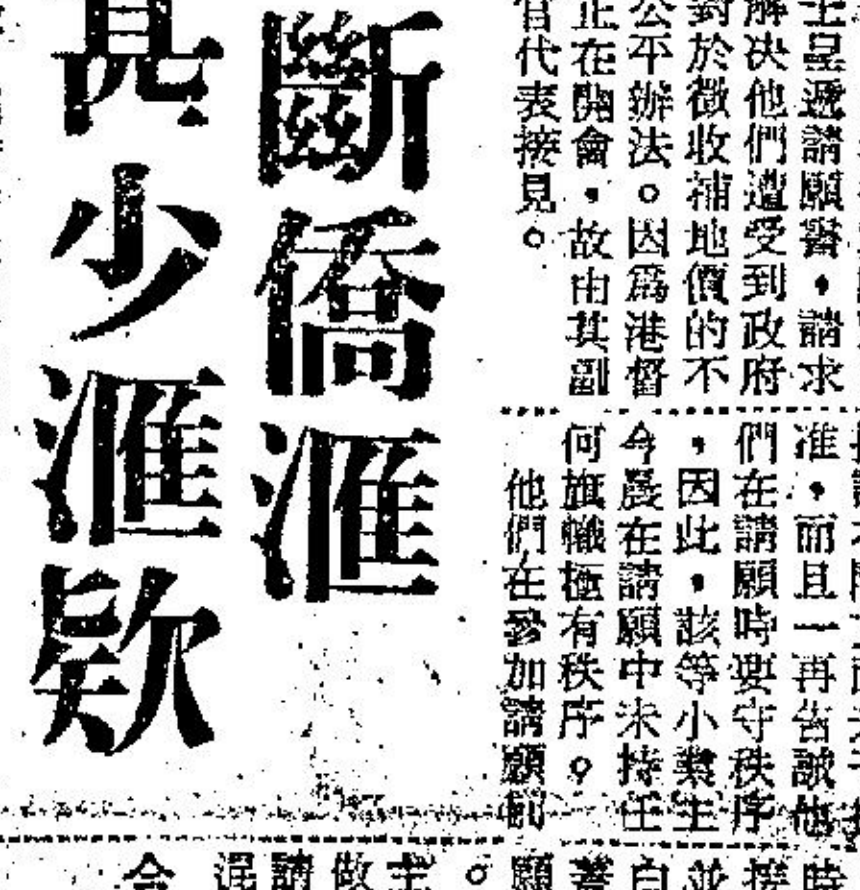 主呈遞請願書，請求
解决他們遭受到政府
對於徵收補地價的不
公平辦法。因爲港督
正在開會，故由其副
官代表接見。
准，而且一再告誡他
們在請願時要守秩序
，因此，該等小業主
今晨在請願中未持任
何旗幟極有秩序。
他們在參加請願前
斷僑滙
少滙欵